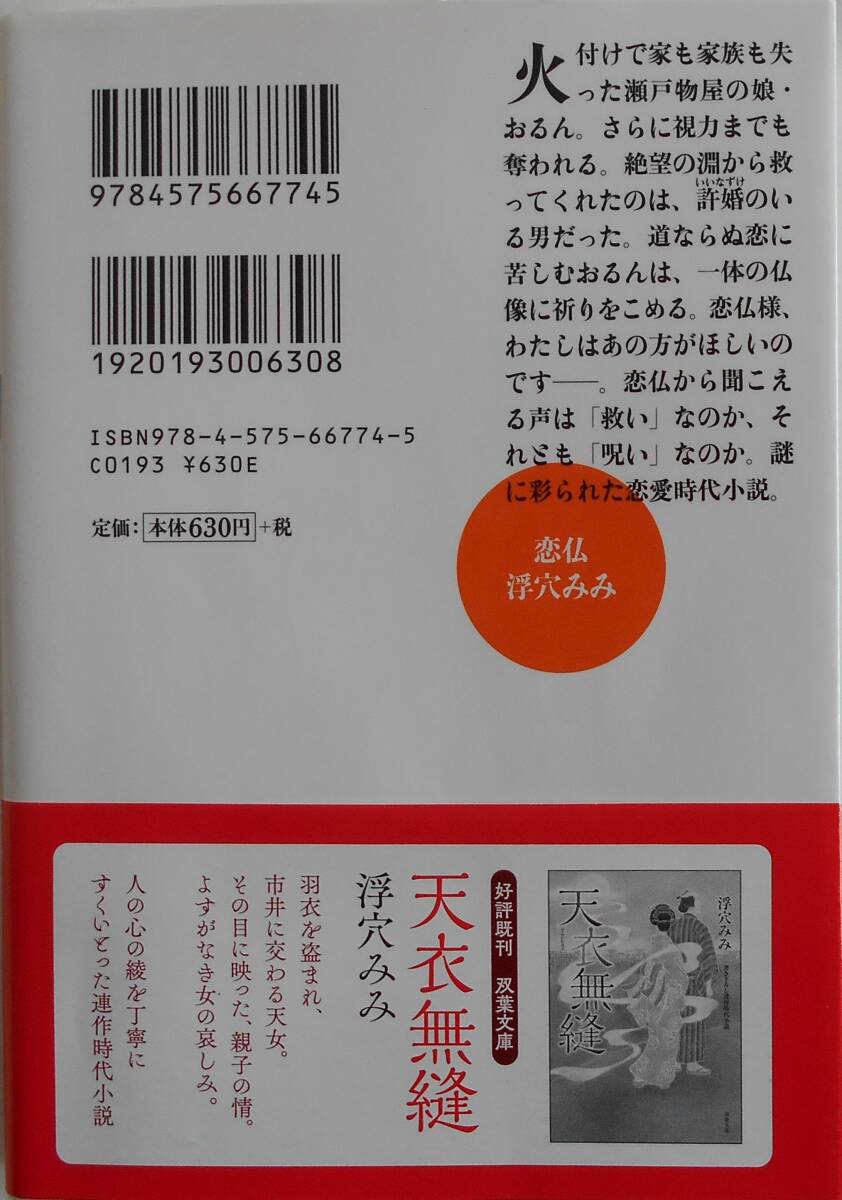 9784575667745
1920193006308
ISBN978-4-575-66774-5
C0193 ¥630E
定価：本体630円+税
火付けで家も家族も失
った瀬戸物屋の娘・
おるん。さらに視力までも
奪われる。絶望の淵から救
ってくれたのは、許婚のい
いいなずけ
る男だった。道ならぬ恋に
苦しむおるんは、一体の仏
像に祈りをこめる。恋仏様、
わたしはあの方がほしいの
です――。恋仏から聞こえ
る声は「救い」なのか、そ
れとも「呪い」なのか。謎
に彩られた恋愛時代小説。
恋仏
浮穴みみ
浮穴みみ
天衣無縫
好評既刊 双葉文庫
天衣無縫
浮穴みみ
羽衣を盗まれ、
市井に交わる天女。
その目に映った、親子の情。
よすがなき女の哀しみ。
人の心の綾を丁寧に
すくいとった連作時代小説